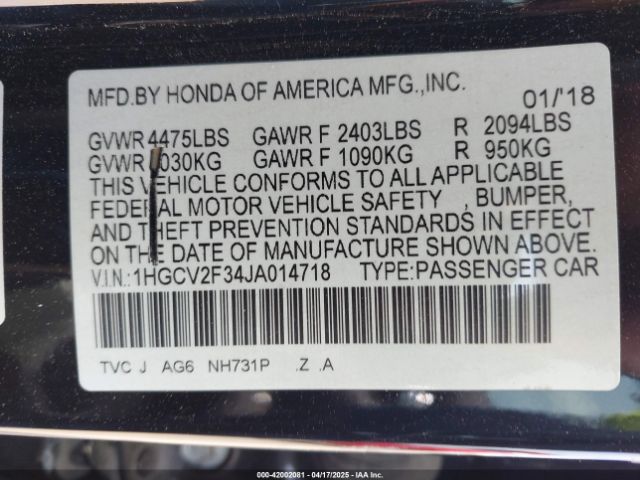 MFD.BY HONDA OF AMERICA MFG.,INC. 01/'18
GVWR 4475LBS GAWR F 2403LBS R 2094LBS
GVWR 030KG GAWR F 1090KG R 950KG
THIS VEHICLE CONFORMS TO ALL APPLICABLE
FEDERAL MOTOR VEHICLE SAFETY , BUMPER,
AND THEFT PREVENTION STANDARDS IN EFFECT
ON THE DATE OF MANUFACTURE SHOWN ABOVE.
V.I.N.:1HGCV2F34JA014718 TYPE:PASSENGER CAR
TVC J AG6 NH731P .Z .A
000-42002081 - 04/17/2025 - IAA Inc.